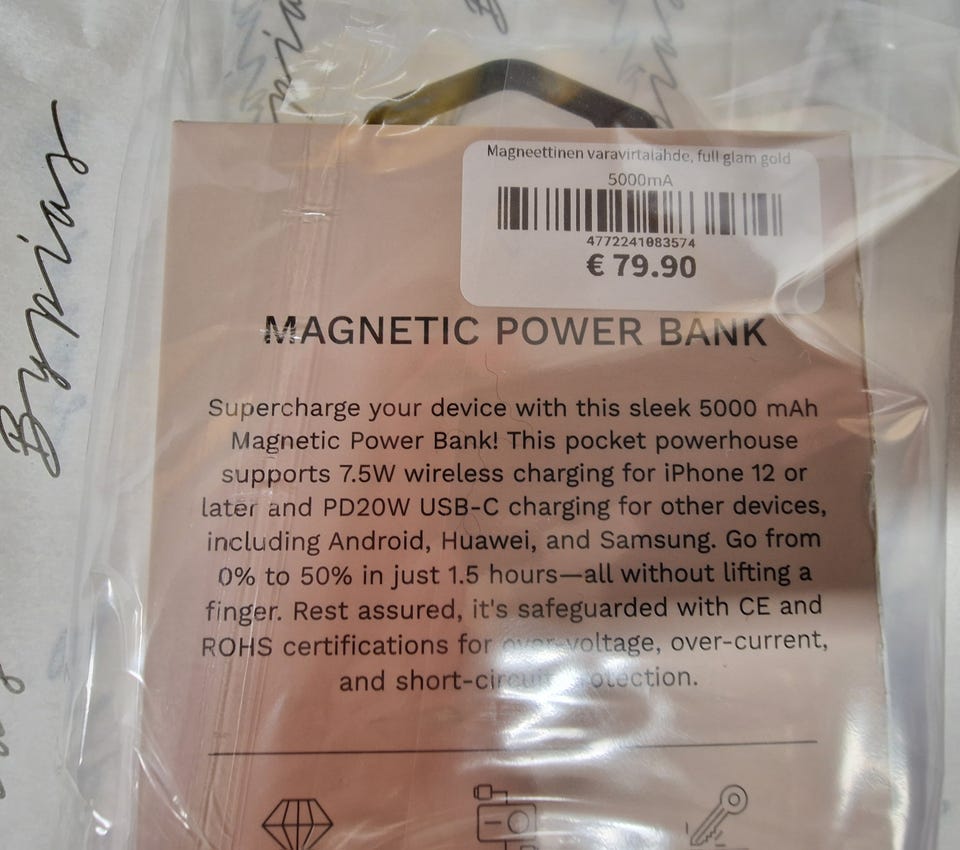 Bypias
Magneettinen varavirtalähde, full glam gold
5000mA
4772241083574
€ 79.90
MAGNETIC POWER BANK
Supercharge your device with this sleek 5000 mAh
Magnetic Power Bank! This pocket powerhouse
supports 7.5W wireless charging for iPhone 12 or
later and PD20W USB-C charging for other devices,
including Android, Huawei, and Samsung. Go from
0% to 50% in just 1.5 hours—all without lifting a
finger. Rest assured, it's safeguarded with CE and
ROHS certifications for over-voltage, over-current,
and short-circuit protection.